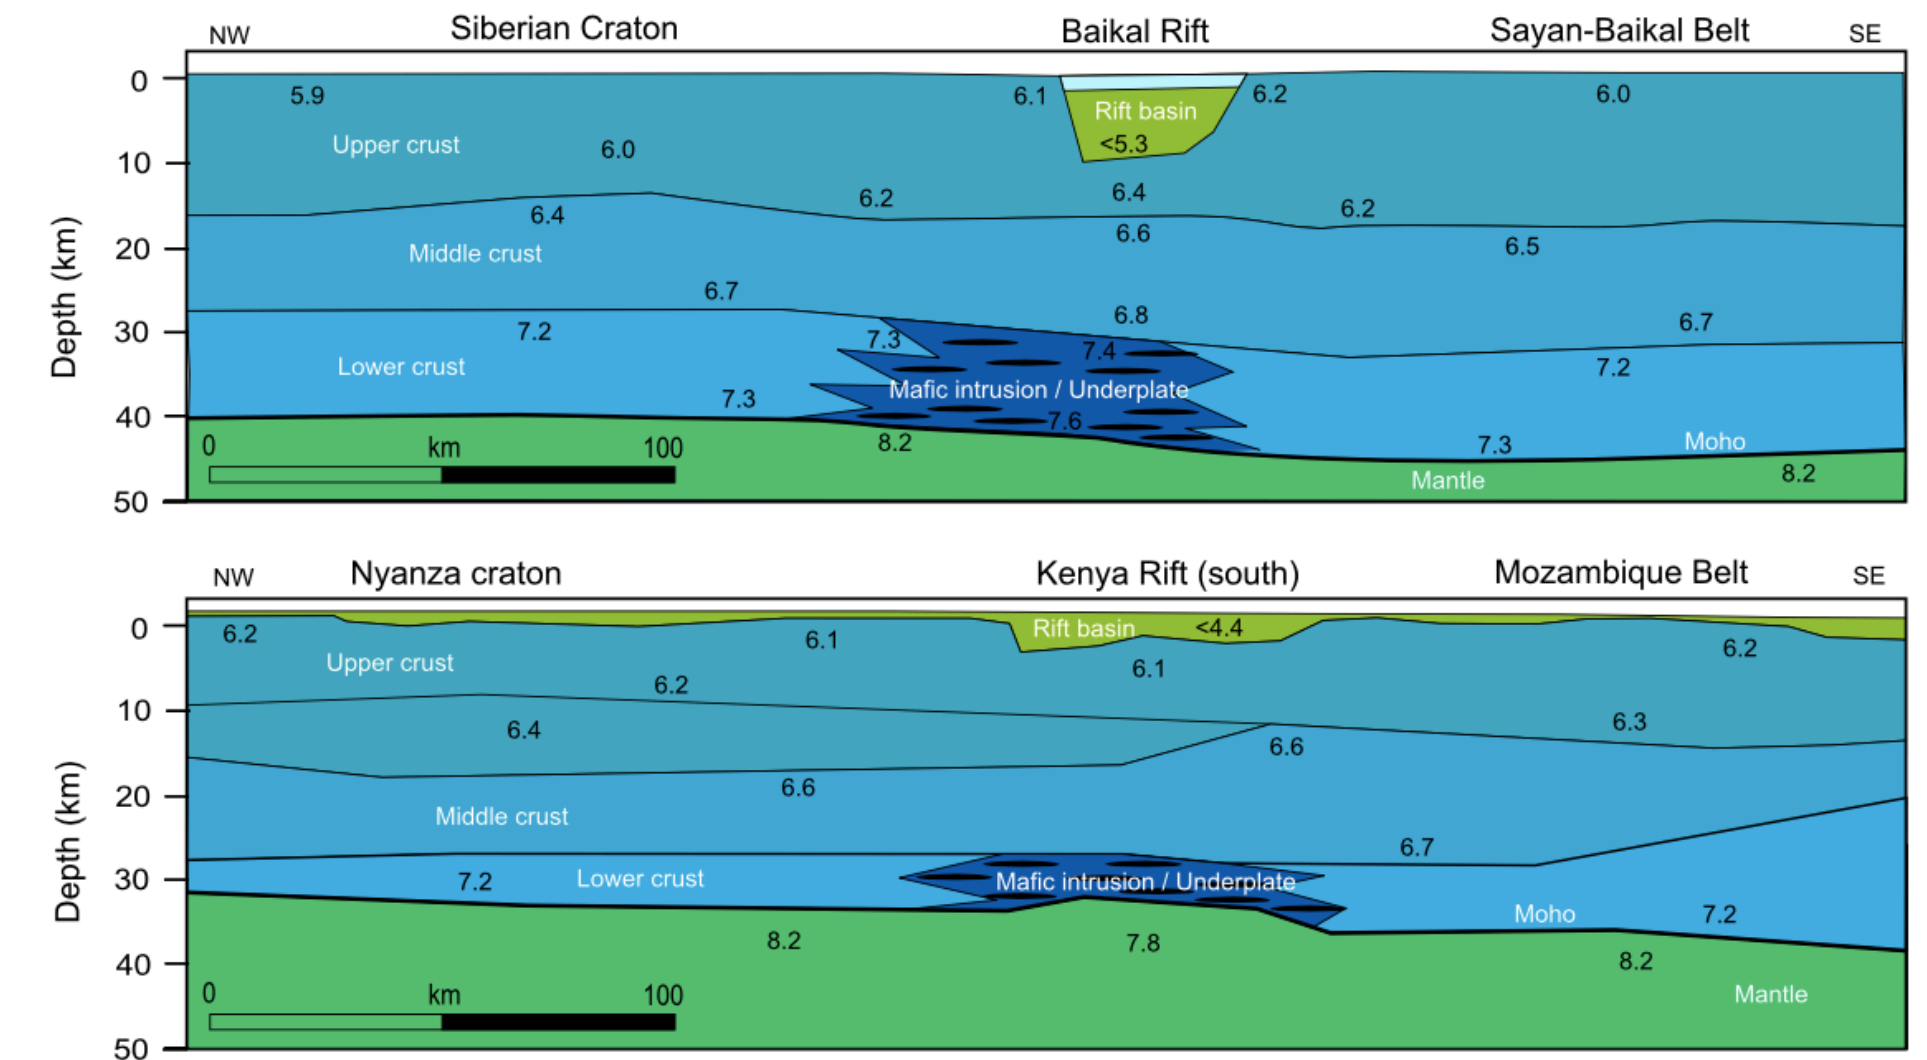 NW Siberian Craton Baikal Rift Sayan-Baikal Belt SE
0
5.9 6.1 Rift basin 6.2 6.0
Upper crust 6.0 <5.3
10
6.2 6.4 6.2
6.4 6.6 6.5
20
Middle crust
6.7 6.8 6.7
30
7.2 7.3 7.4 7.2
Lower crust
Mafic intrusion / Underplate
7.3 7.6
40
8.2 7.3 Moho
0 km 100
Mantle 8.2
50
Depth (km)
NW Nyanza craton Kenya Rift (south) Mozambique Belt SE
0
6.2 6.1 Rift basin <4.4 6.2
Upper crust 6.1
6.2
10
6.4 6.6 6.3
20
6.6
Middle crust
6.7
30
7.2 Lower crust Mafic intrusion / Underplate
Moho 7.2
8.2 7.8 8.2
40
0 km 100 Mantle
50
Depth (km)